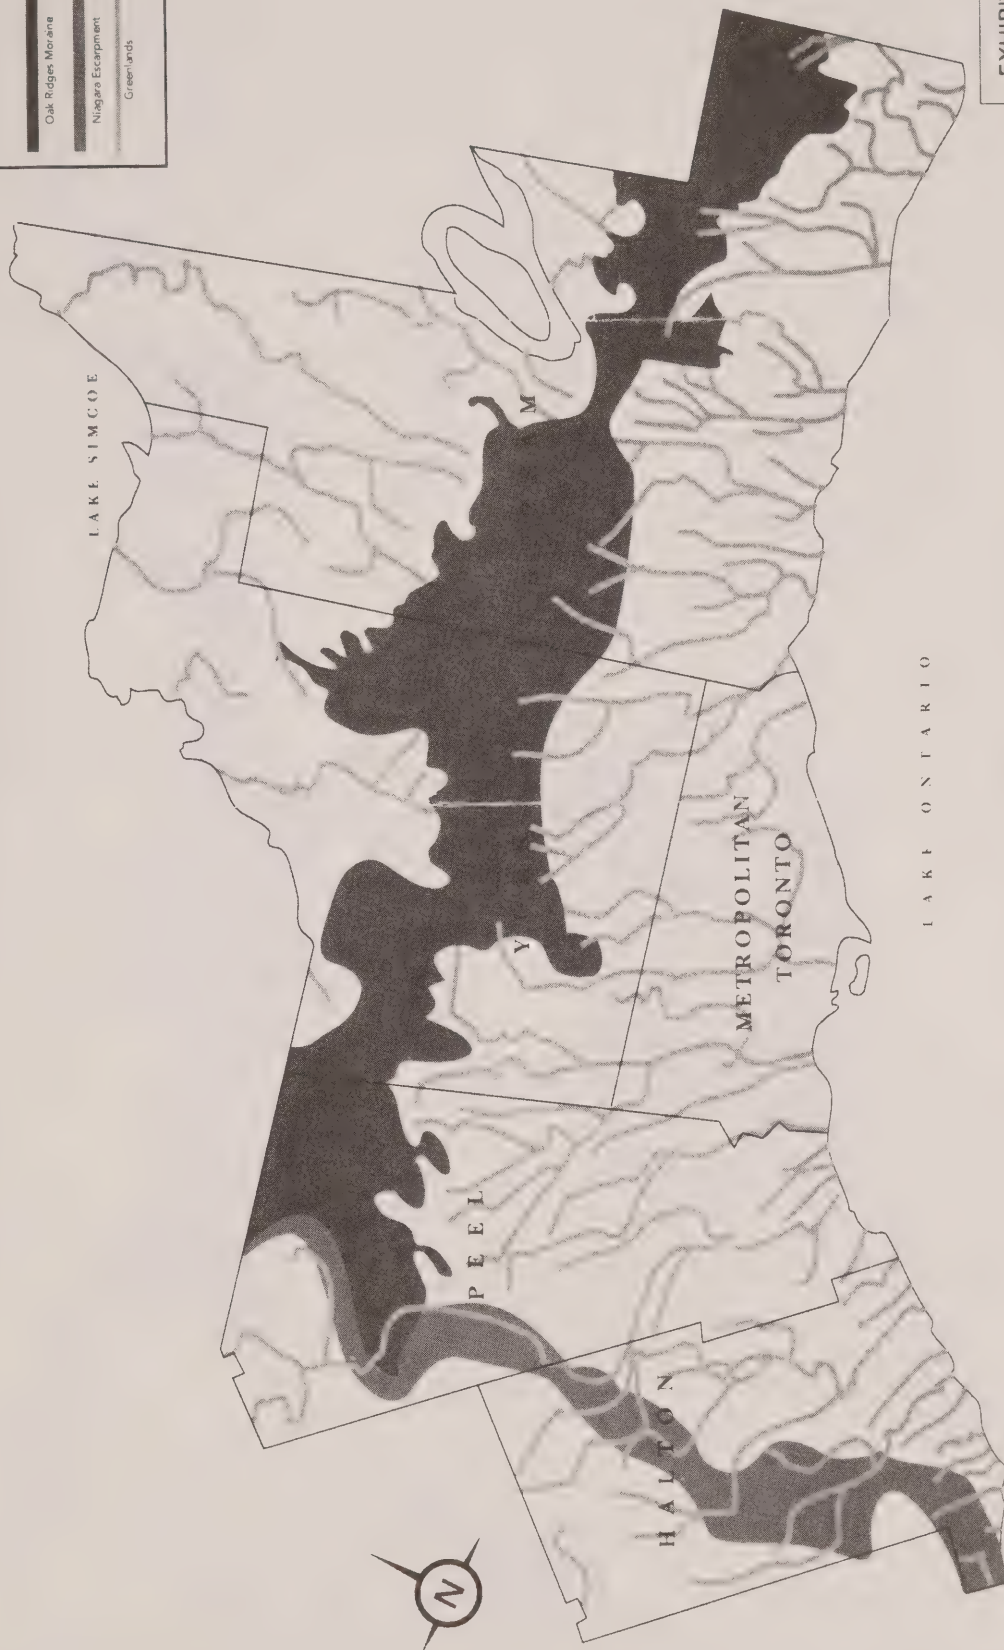 Oak Ridges Moraine
Niagara Escarpment
Greenlands
LAKE SIMCOE
M
Y
PEEL
METROPOLITAN
TORONTO
HALTON
LAKE ONTARIO
N